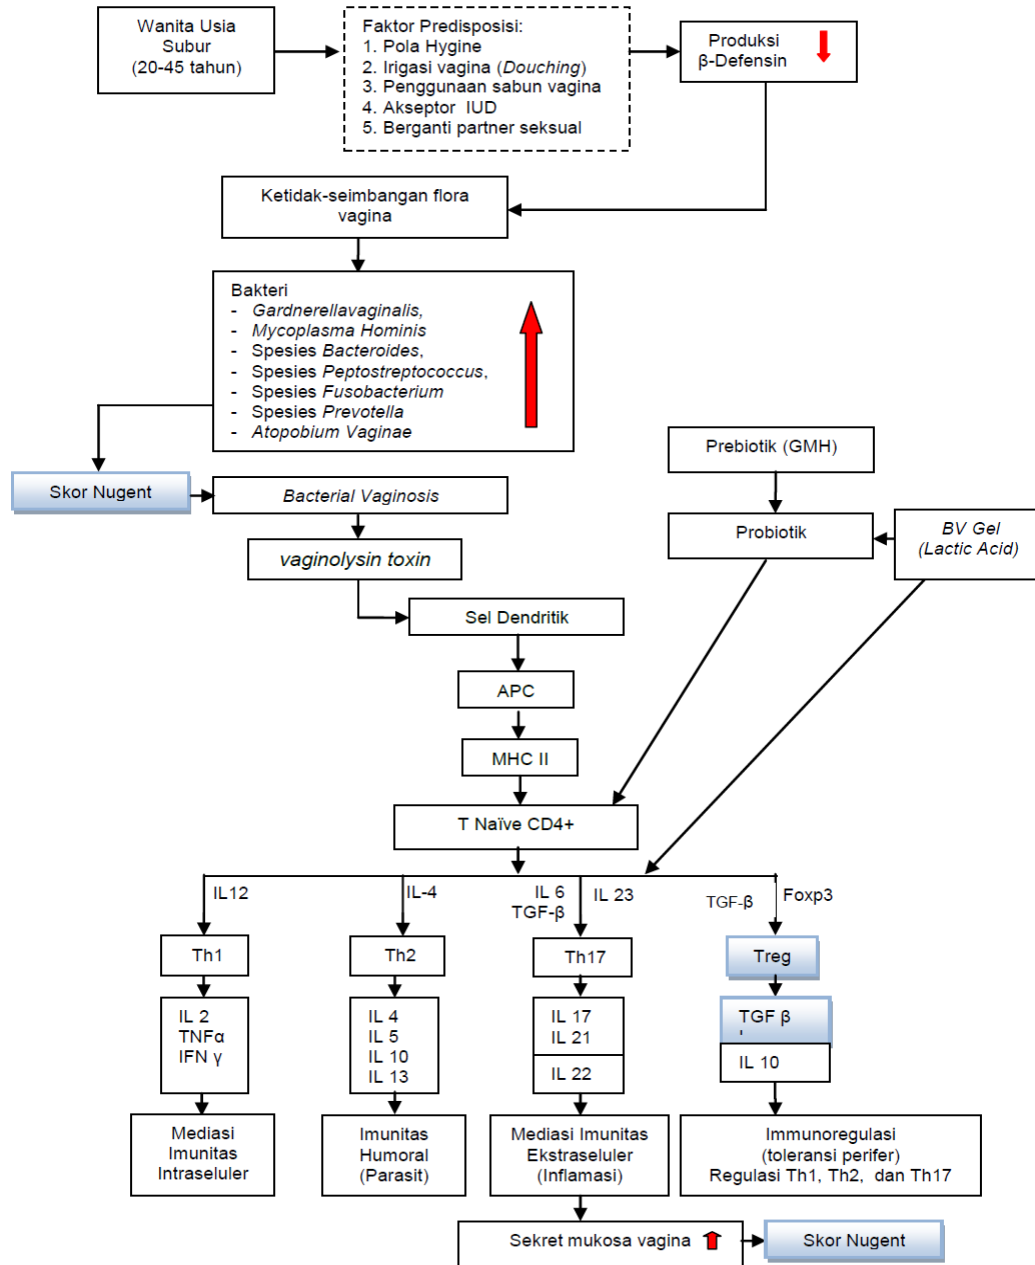 Wanita Usia
Subur
(20-45 tahun)
Faktor Predisposisi:
1. Pola Hygine
2. Irigasi vagina (Douching)
3. Penggunaan sabun vagina
4. Akseptor IUD
5. Berganti partner seksual
Produksi
β-Defensin
Ketidak-seimbangan flora
vagina
Bakteri
- Gardnerellavaginalis,
- Mycoplasma Hominis
- Spesies Bacteroides,
- Spesies Peptostreptococcus,
- Spesies Fusobacterium
- Spesies Prevotella
- Atopobium Vaginae
Skor Nugent
Bacterial Vaginosis
vaginolysin toxin
Prebiotik (GMH)
Probiotik
BV Gel
(Lactic Acid)
Sel Dendritik
APC
MHC II
T Naïve CD4+
IL12
IL-4
IL 6
TGF-β
IL 23
TGF-β
Foxp3
Th1
Th2
Th17
Treg
IL 2
TNFα
IFN γ
IL 4
IL 5
IL 10
IL 13
IL 17
IL 21
IL 22
TGF β
IL 10
Mediasi
Imunitas
Intraseluler
Imunitas
Humoral
(Parasit)
Mediasi Imunitas
Ekstraseluler
(Inflamasi)
Immunoregulasi
(toleransi perifer)
Regulasi Th1, Th2, dan Th17
Sekret mukosa vagina
Skor Nugent